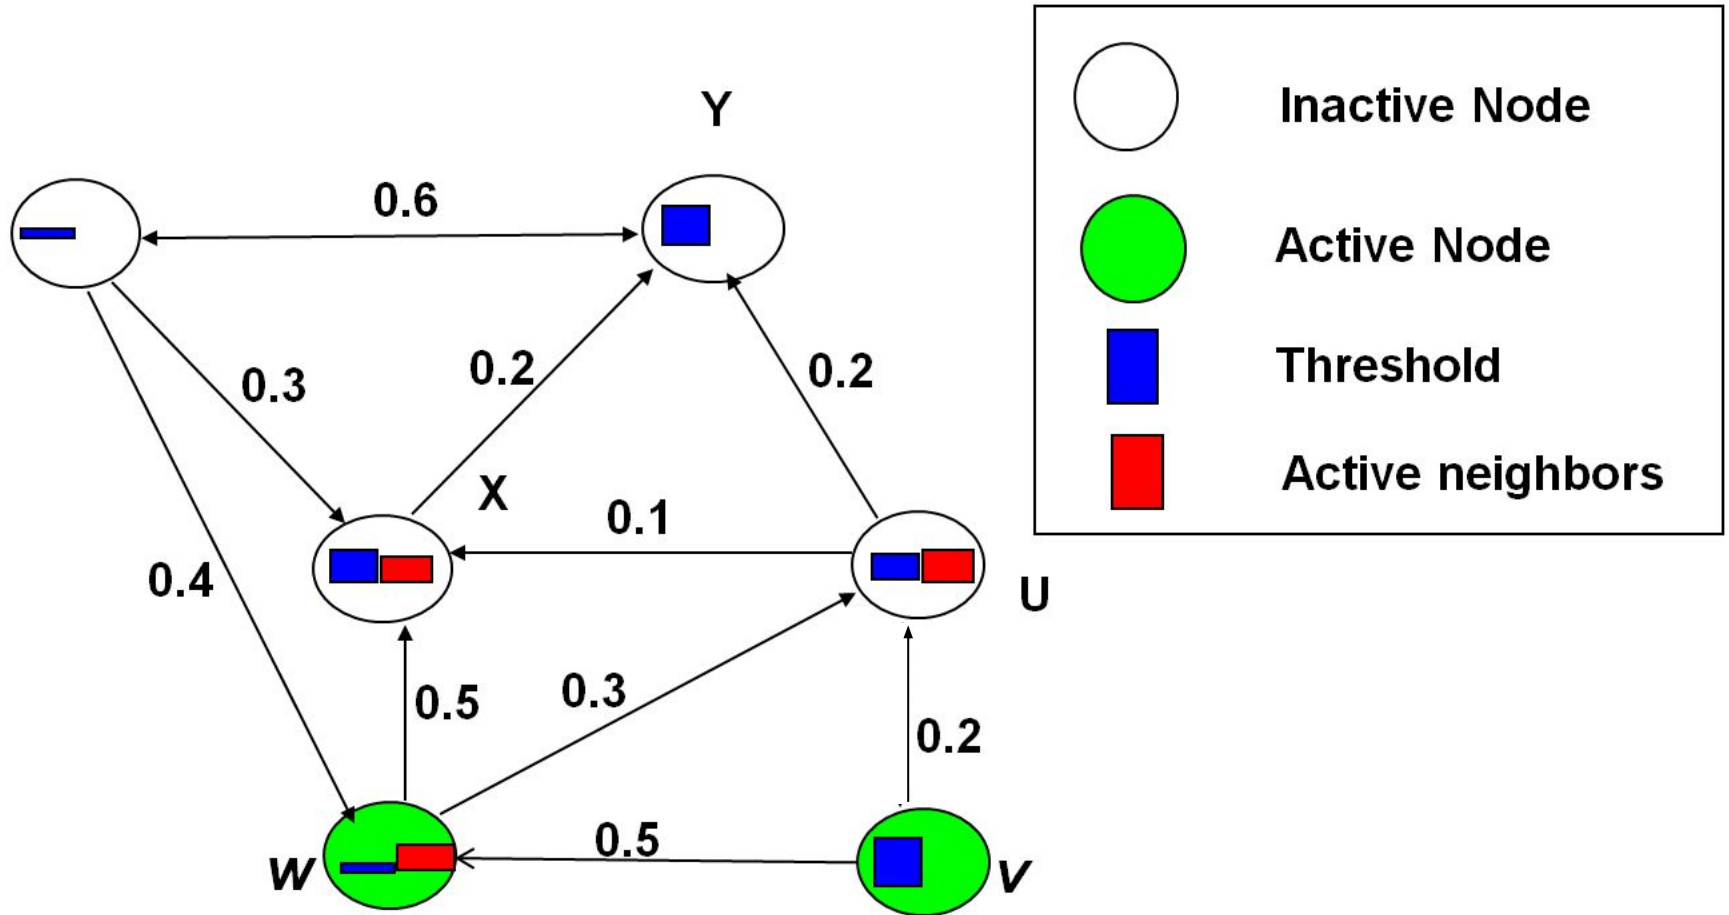 Y
0.6
0.3
0.2
0.2
X
0.1
0.4
U
0.5
0.3
0.2
0.5
w
v
Inactive Node
Active Node
Threshold
Active neighbors